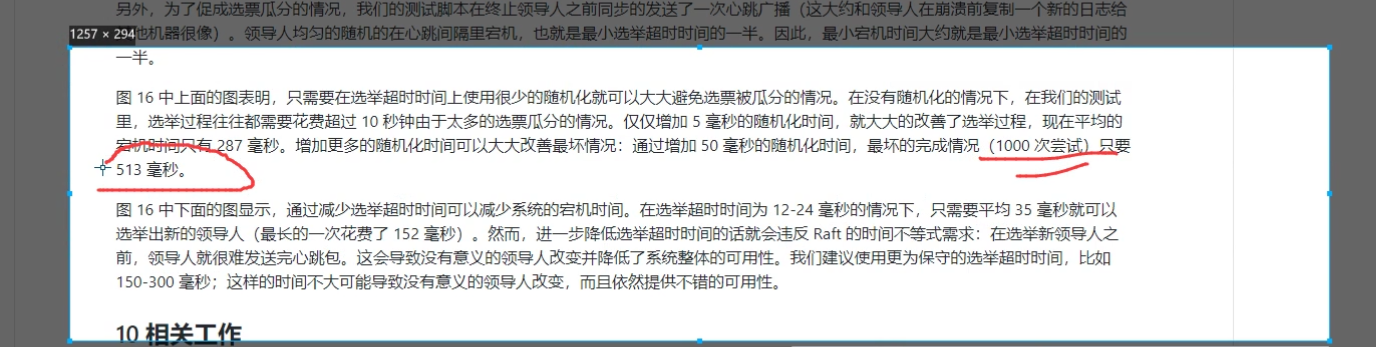 另外，为了促成选票瓜分的情况，我们的测试脚本在终止领导人之前同步的发送了一次心跳广播（这大约和领导人在崩溃前复制一个新的日志给
1257 × 294
他机器很像）。领导人均匀的随机的在心跳间隔里宕机，也就是最小选举超时时间的一半。因此，最小宕机时间大约就是最小选举超时时间的
一半。
图 16 中上面的图表明，只需要在选举超时时间上使用很少的随机化就可以大大避免选票被瓜分的情况。在没有随机化的情况下，在我们的测试
里，选举过程往往都需要花费超过 10 秒钟由于太多的选票瓜分的情况。仅仅增加 5 毫秒的随机化时间，就大大的改善了选举过程，现在平均的
宕机时间只有 287 毫秒。增加更多的随机化时间可以大大改善最坏情况：通过增加 50 毫秒的随机化时间，最坏的完成情况（1000 次尝试）只要
513 毫秒。
图 16 中下面的图显示，通过减少选举超时时间可以减少系统的宕机时间。在选举超时时间为 12-24 毫秒的情况下，只需要平均 35 毫秒就可以
选举出新的领导人（最长的一次花费了 152 毫秒）。然而，进一步降低选举超时时间的话就会违反 Raft 的时间不等式需求：在选举新领导人之
前，领导人就很难发送完心跳包。这会导致没有意义的领导人改变并降低了系统整体的可用性。我们建议使用更为保守的选举超时时间，比如
150-300 毫秒；这样的时间不大可能导致没有意义的领导人改变，而且依然提供不错的可用性。
10 相关工作